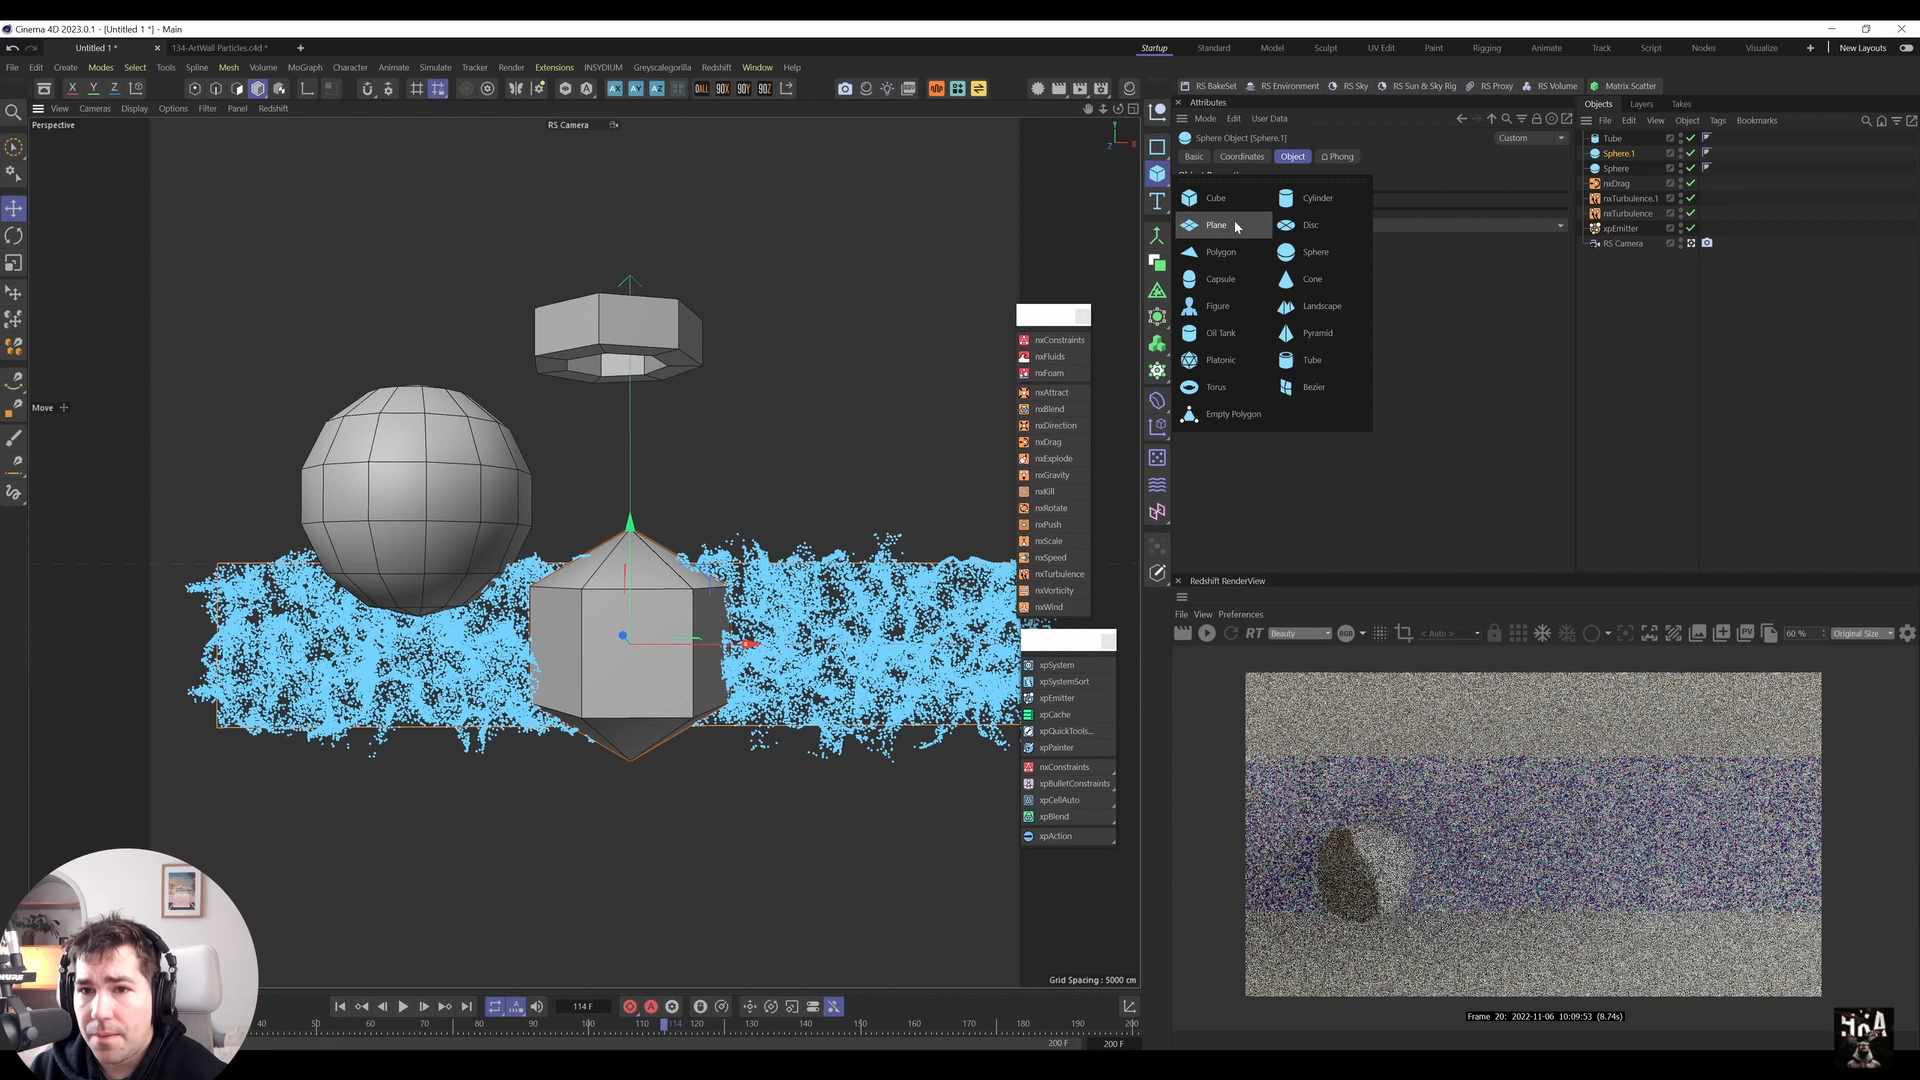 Cinema 4D 2023.0.1 - [Untitled 1 *] - Main
Untitled 1 *
134-ArtWall Particles.c4d *
Startup Standard Model Sculpt UV Edit Paint Rigging Animate Track Script Nodes Visualize New Layouts
File Edit Create Modes Select Tools Spline Mesh Volume MoGraph Character Animate Simulate Tracker Render Extensions INSYDIUM Greyscalegorilla Redshift Window Help
X Y Z AX AY AZ 0ALL 90X 90Y 90Z
RS BakeSet RS Environment RS Sky RS Sun & Sky Rig RS Proxy RS Volume Matrix Scatter
View Cameras Display Options Filter Panel Redshift
Perspective
RS Camera
Y
X
Z
Move
Attributes
Mode Edit User Data
Sphere Object [Sphere.1]
Custom
Basic Coordinates Object Phong
Cube Cylinder
Plane Disc
Polygon Sphere
Capsule Cone
Figure Landscape
Oil Tank Pyramid
Platonic Tube
Torus Bezier
Empty Polygon
Objects Layers Takes
File Edit View Object Tags Bookmarks
Tube
Sphere.1
Sphere
nxDrag
nxTurbulence.1
nxTurbulence
xpEmitter
RS Camera
nxConstraints
nxFluids
nxFoam
nxAttract
nxBlend
nxDirection
nxDrag
nxExplode
nxGravity
nxKill
nxRotate
nxPush
nxScale
nxSpeed
nxTurbulence
nxVorticity
nxWind
xpSystem
xpSystemSort
xpEmitter
xpCache
xpQuickTools...
xpPainter
nxConstraints
xpBulletConstraints
xpCellAuto
xpBlend
xpAction
Grid Spacing : 5000 cm
114 F
40 50 60 70 80 90 100 110 114 120 130 140 150 160 170 180 190 200
200 F 200 F
Redshift RenderView
File View Preferences
RT Beauty RGB < Auto > PV 60 % Original Size
Frame 20: 2022-11-06 10:09:53 (8.74s)